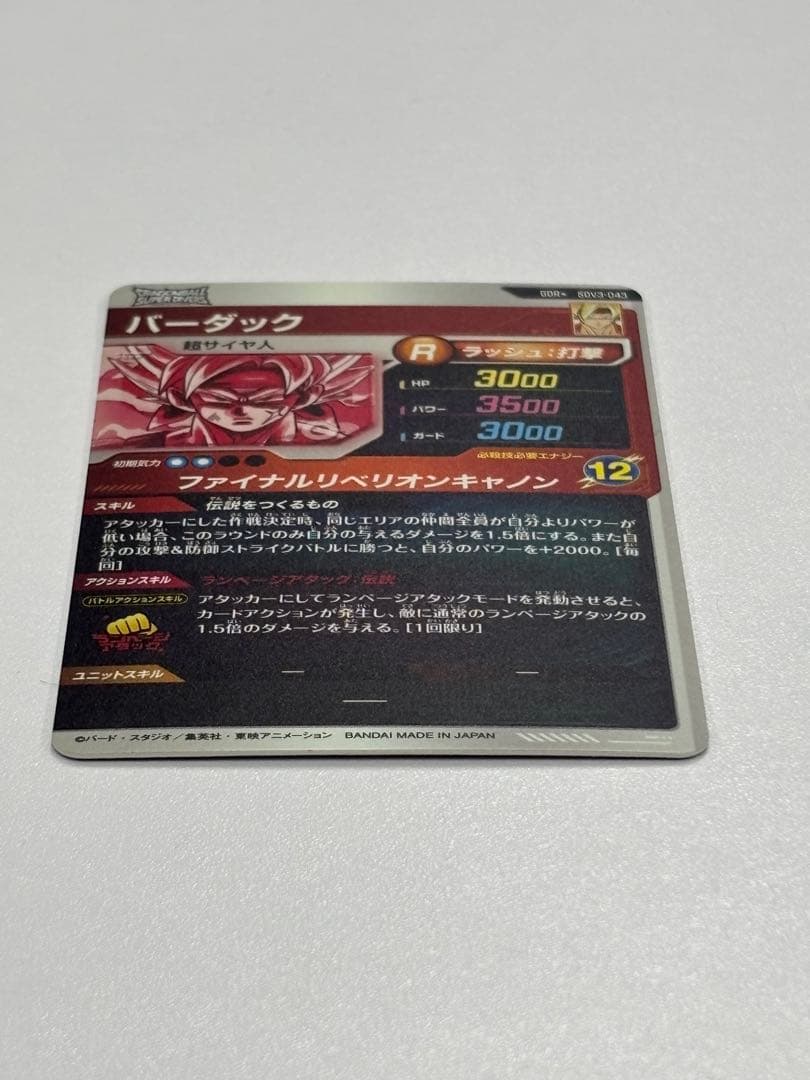 DRAGONBALL
SUPER DIVERS
GDR★ SDV3-043
バーダック
超サイヤ人
R ラッシュ:打撃
HP 3000
パワー 3500
ガード 3000
初期気力
必殺技必要エナジー
ファイナルリベリオンキャノン 12
スキル 伝説をつくるもの
アタッカーにした作戦決定時、同じエリアの仲間全員が自分よりパワーが
低い場合、このラウンドのみ自分の与えるダメージを1.5倍にする。また自
分の攻撃&防御ストライクバトルに勝つと、自分のパワーを+2000。[毎
回]
アクションスキル ランページアタック:伝説
バトルアクションスキル
アタッカーにしてランページアタックモードを発動させると、
カードアクションが発生し、敵に通常のランページアタックの
1.5倍のダメージを与える。[1回限り]
ランページ
アタック
ユニットスキル — —
—
©バード・スタジオ/集英社・東映アニメーション BANDAI MADE IN JAPAN